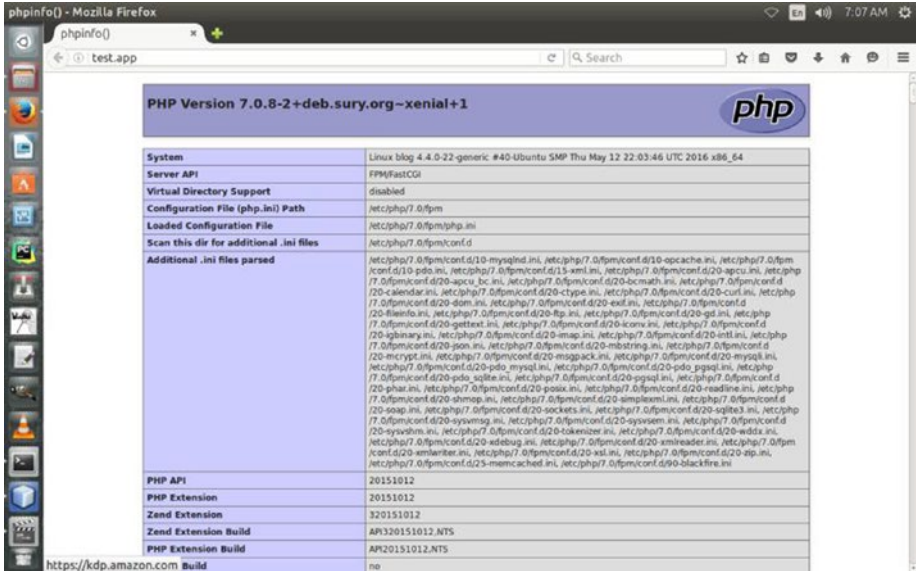 phpinfo() - Mozilla Firefox
En
7:07 AM
phpinfo()
test.app
Search
PHP Version 7.0.8-2+deb.sury.org~xenial+1
php
System Linux blog 4.4.0-22-generic #40-Ubuntu SMP Thu May 12 22:03:46 UTC 2016 x86_64
Server API FPM/FastCGI
Virtual Directory Support disabled
Configuration File (php.ini) Path /etc/php/7.0/fpm
Loaded Configuration File /etc/php/7.0/fpm/php.ini
Scan this dir for additional .ini files /etc/php/7.0/fpm/conf.d
Additional .ini files parsed /etc/php/7.0/fpm/conf.d/10-mysqlnd.ini, /etc/php/7.0/fpm/conf.d/10-opcache.ini, /etc/php/7.0/fpm
/conf.d/10-pdo.ini, /etc/php/7.0/fpm/conf.d/15-xml.ini, /etc/php/7.0/fpm/conf.d/20-apcu.ini, /etc/php
/7.0/fpm/conf.d/20-apcu_bc.ini, /etc/php/7.0/fpm/conf.d/20-bcmath.ini, /etc/php/7.0/fpm/conf.d
/20-calendar.ini, /etc/php/7.0/fpm/conf.d/20-ctype.ini, /etc/php/7.0/fpm/conf.d/20-curl.ini, /etc/php
/7.0/fpm/conf.d/20-dom.ini, /etc/php/7.0/fpm/conf.d/20-exif.ini, /etc/php/7.0/fpm/conf.d
/20-fileinfo.ini, /etc/php/7.0/fpm/conf.d/20-ftp.ini, /etc/php/7.0/fpm/conf.d/20-gd.ini, /etc/php
/7.0/fpm/conf.d/20-gettext.ini, /etc/php/7.0/fpm/conf.d/20-iconv.ini, /etc/php/7.0/fpm/conf.d
/20-igbinary.ini, /etc/php/7.0/fpm/conf.d/20-imap.ini, /etc/php/7.0/fpm/conf.d/20-intl.ini, /etc/php
/7.0/fpm/conf.d/20-json.ini, /etc/php/7.0/fpm/conf.d/20-mbstring.ini, /etc/php/7.0/fpm/conf.d
/20-mcrypt.ini, /etc/php/7.0/fpm/conf.d/20-msgpack.ini, /etc/php/7.0/fpm/conf.d/20-mysqli.ini,
/etc/php/7.0/fpm/conf.d/20-pdo_mysql.ini, /etc/php/7.0/fpm/conf.d/20-pdo_pgsql.ini, /etc/php
/7.0/fpm/conf.d/20-pdo_sqlite.ini, /etc/php/7.0/fpm/conf.d/20-pgsql.ini, /etc/php/7.0/fpm/conf.d
/20-phar.ini, /etc/php/7.0/fpm/conf.d/20-posix.ini, /etc/php/7.0/fpm/conf.d/20-readline.ini, /etc/php
/7.0/fpm/conf.d/20-shmop.ini, /etc/php/7.0/fpm/conf.d/20-simplexml.ini, /etc/php/7.0/fpm/conf.d
/20-soap.ini, /etc/php/7.0/fpm/conf.d/20-sockets.ini, /etc/php/7.0/fpm/conf.d/20-sqlite3.ini, /etc/php
/7.0/fpm/conf.d/20-sysvmsg.ini, /etc/php/7.0/fpm/conf.d/20-sysvsem.ini, /etc/php/7.0/fpm/conf.d
/20-sysvshm.ini, /etc/php/7.0/fpm/conf.d/20-tokenizer.ini, /etc/php/7.0/fpm/conf.d/20-wddx.ini,
/etc/php/7.0/fpm/conf.d/20-xdebug.ini, /etc/php/7.0/fpm/conf.d/20-xmlreader.ini, /etc/php/7.0/fpm
/conf.d/20-xmlwriter.ini, /etc/php/7.0/fpm/conf.d/20-xsl.ini, /etc/php/7.0/fpm/conf.d/20-zip.ini,
/etc/php/7.0/fpm/conf.d/25-memcached.ini, /etc/php/7.0/fpm/conf.d/90-blackfire.ini
PHP API 20151012
PHP Extension 20151012
Zend Extension 320151012
Zend Extension Build API320151012,NTS
PHP Extension Build API20151012,NTS
https://kdp.amazon.com Build no